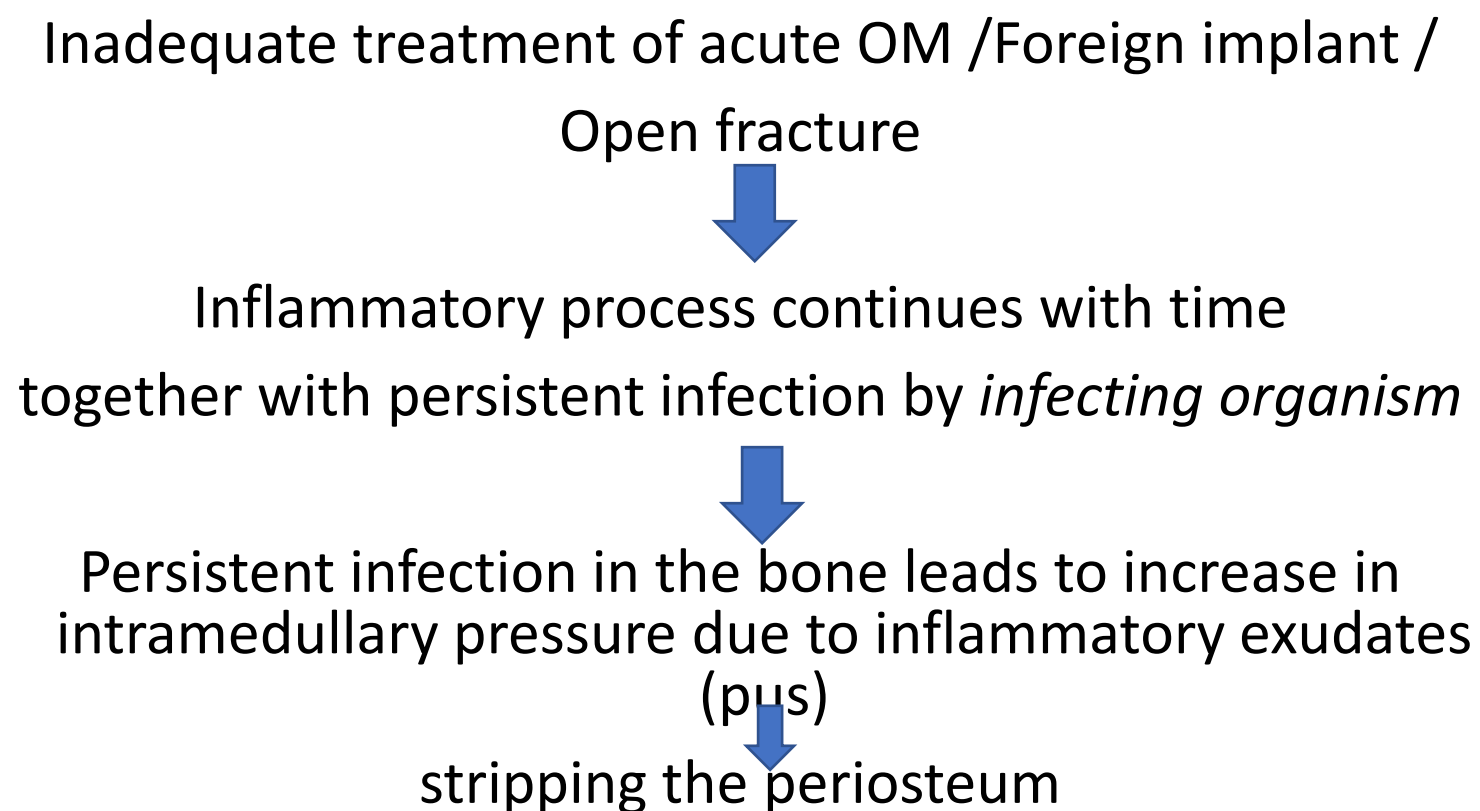 Inadequate treatment of acute OM /Foreign implant /
Open fracture
Inflammatory process continues with time
together with persistent infection by infecting organism
Persistent infection in the bone leads to increase in
intramedullary pressure due to inflammatory exudates
(pus)
stripping the periosteum